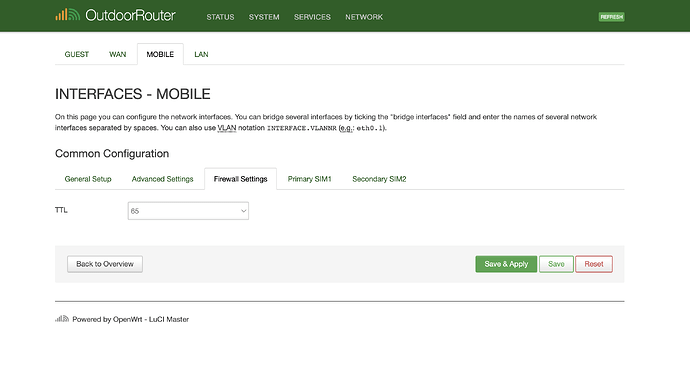 OutdoorRouter STATUS SYSTEM SERVICES NETWORK REFRESH
GUEST WAN MOBILE LAN
INTERFACES - MOBILE
On this page you can configure the network interfaces. You can bridge several interfaces by ticking the "bridge interfaces" field and enter the names of several network
interfaces separated by spaces. You can also use VLAN notation INTERFACE.VLANNR (e.g.: eth0.1).
Common Configuration
General Setup Advanced Settings Firewall Settings Primary SIM1 Secondary SIM2
TTL 65
Back to Overview Save & Apply Save Reset
Powered by OpenWrt - LuCI Master